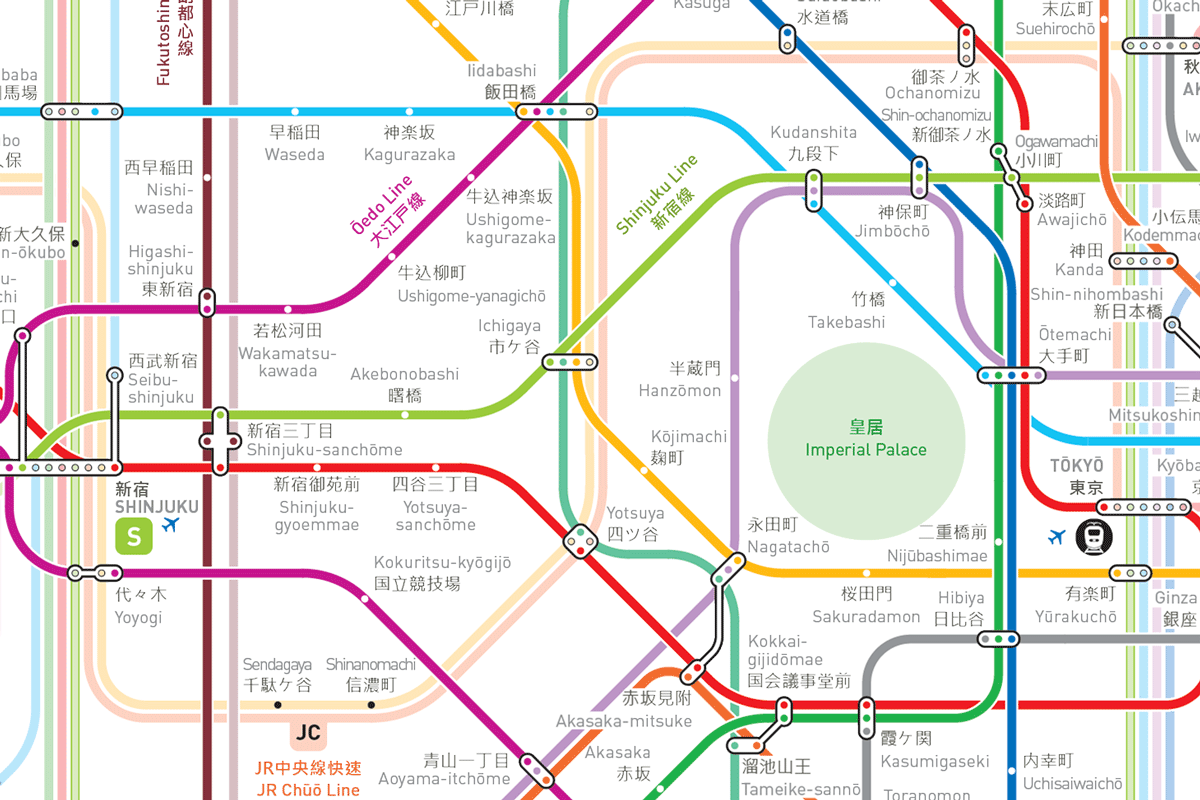 江戸川橋
Kasuga
水道橋
末広町
Suehirochō
Fukutoshin
都心線
Iidabashi
飯田橋
御茶ノ水
Ochanomizu
Shin-ochanomizu
新御茶ノ水
baba
馬場
早稲田
Waseda
神楽坂
Kagurazaka
Kudanshita
九段下
Ogawamachi
小川町
西早稲田
Nishi-
waseda
牛込神楽坂
Ushigome-
kagurazaka
Ōedo Line
大江戸線
Shinjuku Line
新宿線
神保町
Jimbōchō
淡路町
Awajichō
新大久保
n-ōkubo
Higashi-
shinjuku
東新宿
牛込柳町
Ushigome-yanagichō
神田
Kanda
小伝馬
Kodemmac
竹橋
Takebashi
Shin-nihombashi
新日本橋
若松河田
Wakamatsu-
kawada
Ichigaya
市ケ谷
Ōtemachi
大手町
西武新宿
Seibu-
shinjuku
Akebonobashi
曙橋
半蔵門
Hanzōmon
三越
Mitsukoshi
新宿三丁目
Shinjuku-sanchōme
Kōjimachi
麹町
皇居
Imperial Palace
新宿
SHINJUKU
S
新宿御苑前
Shinjuku-
gyoemmae
四谷三丁目
Yotsuya-
sanchōme
TŌKYŌ
東京
Kyōba
Yotsuya
四ツ谷
永田町
Nagatachō
二重橋前
Nijūbashimae
Kokuritsu-kyōgijō
国立競技場
代々木
Yoyogi
桜田門
Sakuradamon
Hibiya
日比谷
有楽町
Yūrakuchō
Ginza
銀座
Sendagaya
千駄ケ谷
Shinanomachi
信濃町
Kokkai-
gijidōmae
国会議事堂前
赤坂見附
Akasaka-mitsuke
JC
JR中央線快速
JR Chūō Line
青山一丁目
Aoyama-itchōme
Akasaka
赤坂
溜池山王
Tameike-sannō
霞ケ関
Kasumigaseki
Toranomon
内幸町
Uchisaiwaichō